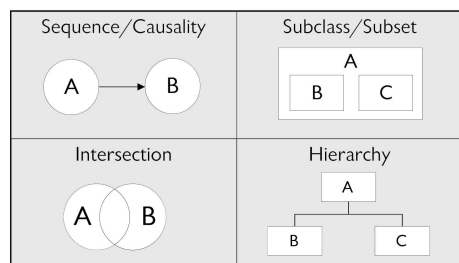 Sequence/Causality
A
B
Subclass/Subset
A
B
C
Intersection
A
B
Hierarchy
A
B
C